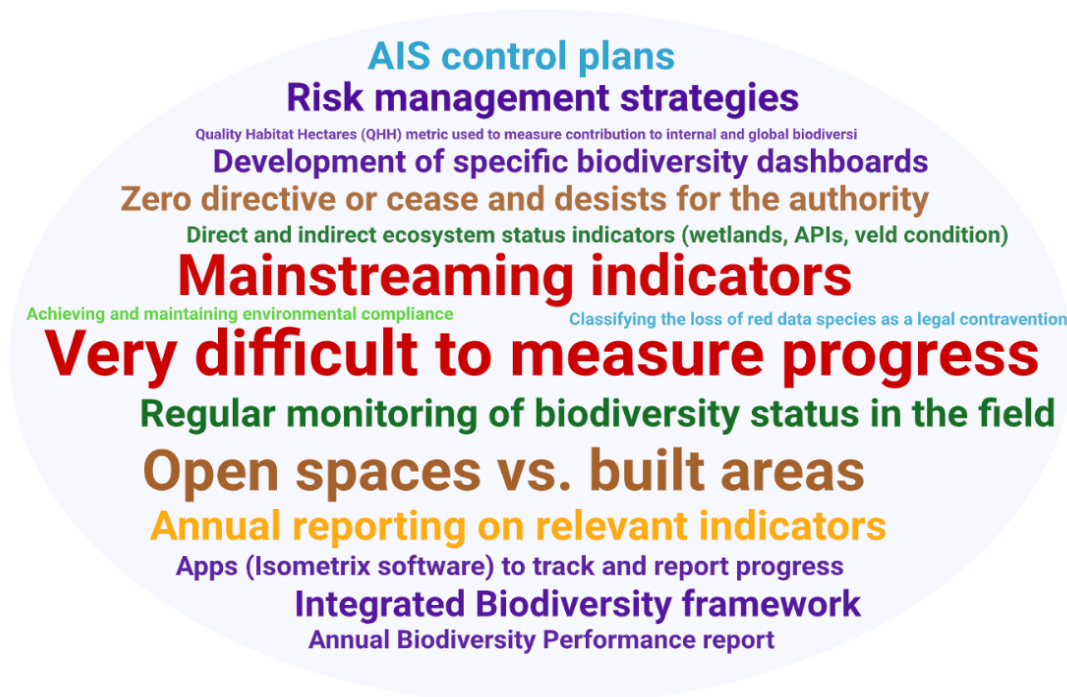 AIS control plans
Risk management strategies
Quality Habitat Hectares (QHH) metric used to measure contribution to internal and global biodiversi
Development of specific biodiversity dashboards
Zero directive or cease and desists for the authority
Direct and indirect ecosystem status indicators (wetlands, APIs, veld condition)
Mainstreaming indicators
Achieving and maintaining environmental compliance
Classifying the loss of red data species as a legal contravention
Very difficult to measure progress
Regular monitoring of biodiversity status in the field
Open spaces vs. built areas
Annual reporting on relevant indicators
Apps (Isometrix software) to track and report progress
Integrated Biodiversity framework
Annual Biodiversity Performance report